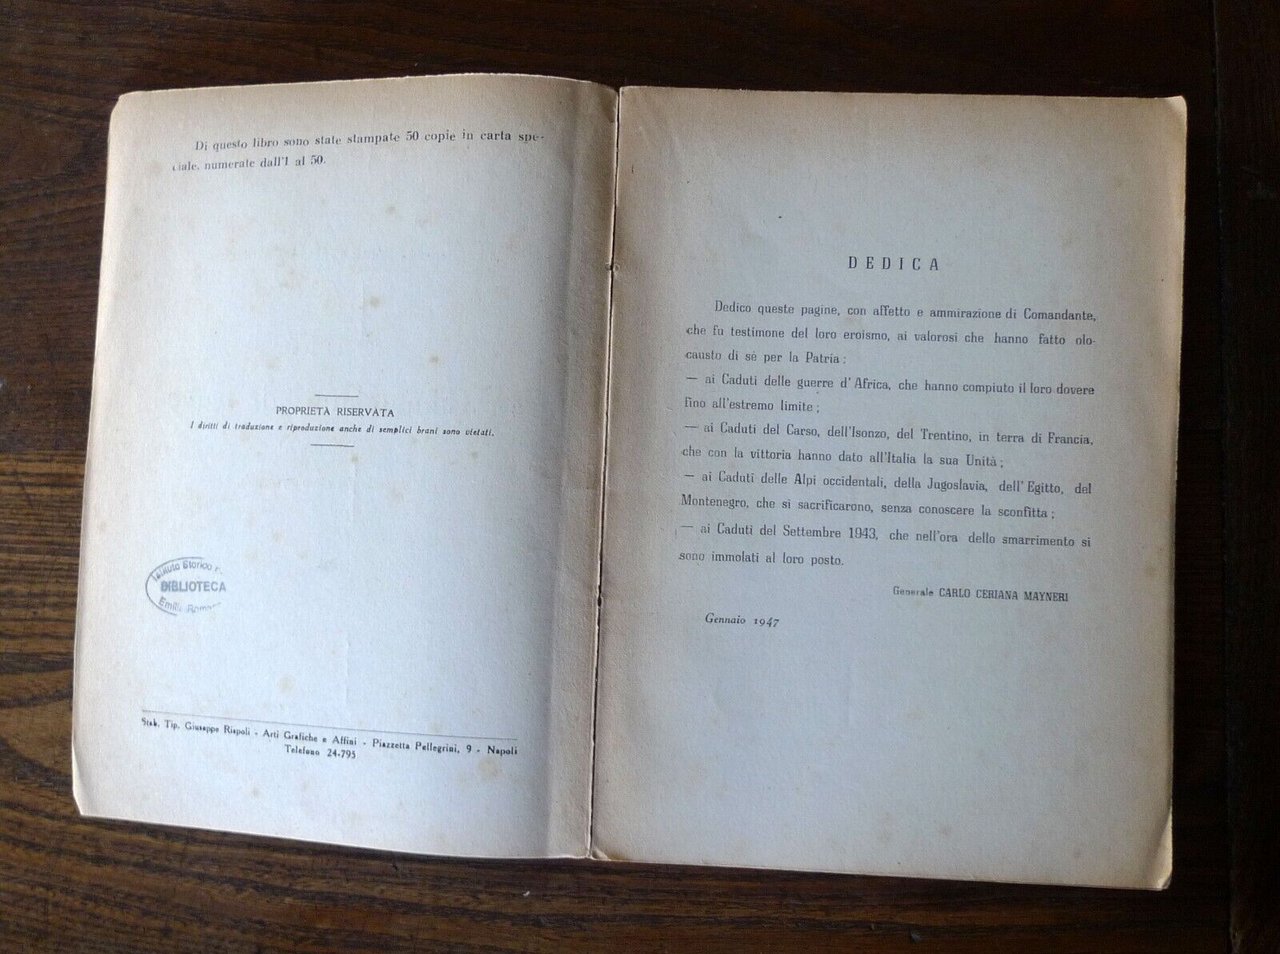 Di questo libro sono state stampate 50 copie in carta spe-
ciale, numerate dall'1 al 50.
PROPRIETÀ RISERVATA
I diritti di traduzione e riproduzione anche di semplici brani sono vietati.
Istituto Storico
BIBLIOTECA
Emilia Romag
Stab. Tip. Giuseppe Rispoli - Arti Grafiche e Affini - Piazzetta Pellegrini, 9 - Napoli
Telefono 24-795
DEDICA
Dedico queste pagine, con affetto e ammirazione di Comandante,
che fu testimone del loro eroismo, ai valorosi che hanno fatto olo-
causto di sè per la Patria ;
— ai Caduti delle guerre d'Africa, che hanno compiuto il loro dovere
fino all'estremo limite ;
— ai Caduti del Carso, dell'Isonzo, del Trentino, in terra di Francia,
che con la vittoria hanno dato all'Italia la sua Unità ;
— ai Caduti delle Alpi occidentali, della Jugoslavia, dell'Egitto, del
Montenegro, che si sacrificarono, senza conoscere la sconfitta ;
— ai Caduti del Settembre 1943, che nell'ora dello smarrimento si
sono immolati al loro posto.
Generale CARLO CERIANA MAYNERI
Gennaio 1947